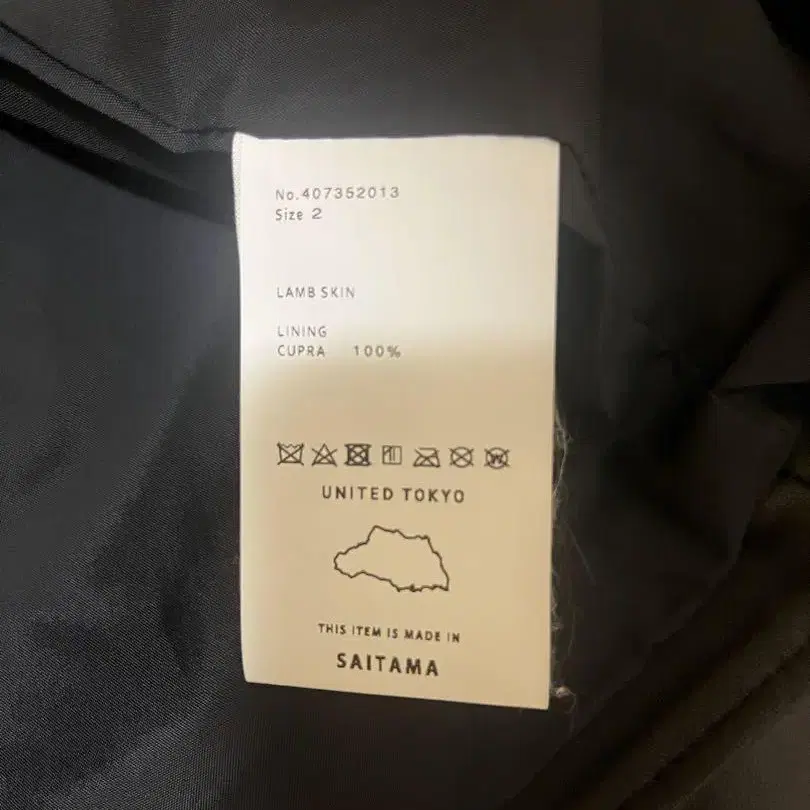 No.407352013
Size 2
LAMB SKIN
LINING
CUPRA 100%
UNITED TOKYO
THIS ITEM IS MADE IN
SAITAMA